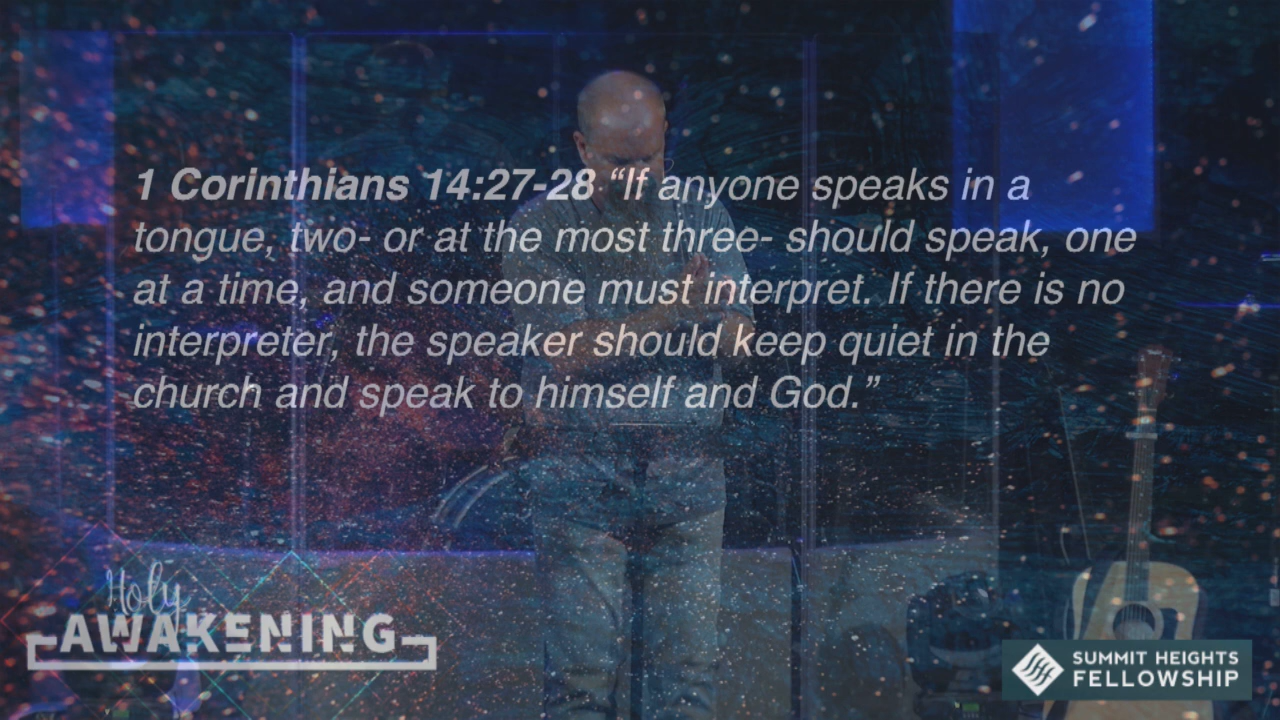 1 Corinthians 14:27-28 “If anyone speaks in a
tongue, two- or at the most three- should speak, one
at a time, and someone must interpret. If there is no
interpreter, the speaker should keep quiet in the
church and speak to himself and God.”
Holy
AWAKENING
SUMMIT HEIGHTS
FELLOWSHIP